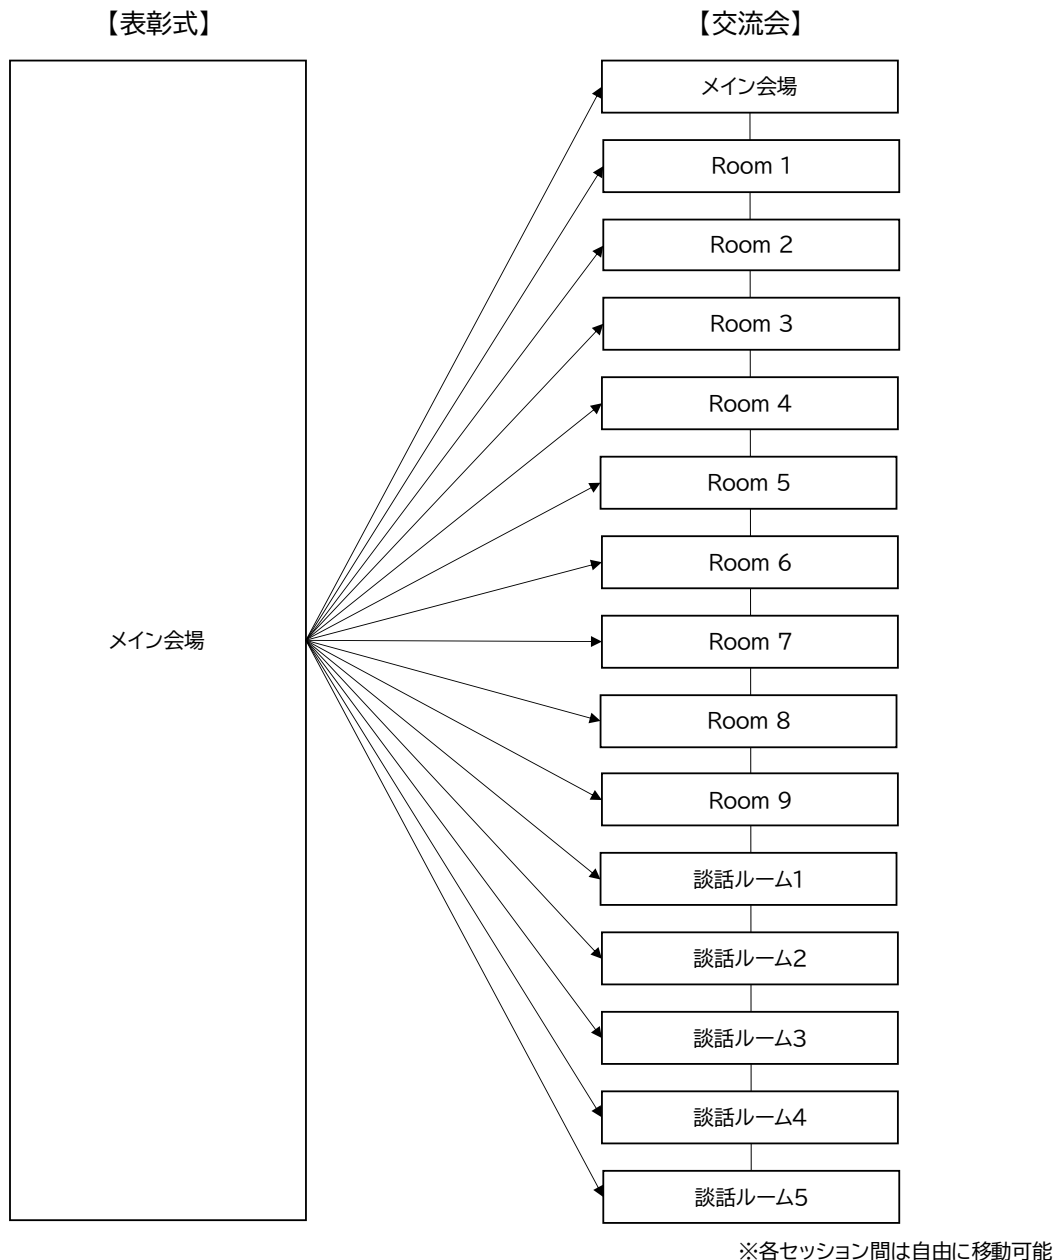 【表彰式】
【交流会】
メイン会場
メイン会場
Room 1
Room 2
Room 3
Room 4
Room 5
Room 6
Room 7
Room 8
Room 9
談話ルーム1
談話ルーム2
談話ルーム3
談話ルーム4
談話ルーム5
※各セッション間は自由に移動可能